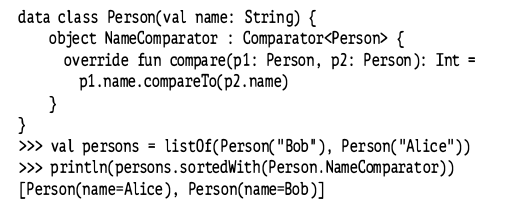 data class Person(val name: String) {
    object NameComparator : Comparator<Person> {
      override fun compare(p1: Person, p2: Person): Int =
        p1.name.compareTo(p2.name)
    }
}
>>> val persons = listOf(Person("Bob"), Person("Alice"))
>>> println(persons.sortedWith(Person.NameComparator))
[Person(name=Alice), Person(name=Bob)]